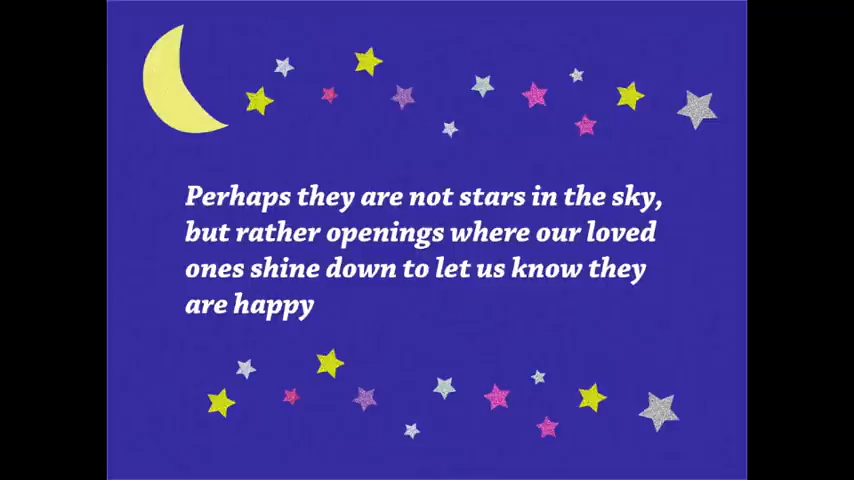 Perhaps they are not stars in the sky,
but rather openings where our loved
ones shine down to let us know they
are happy